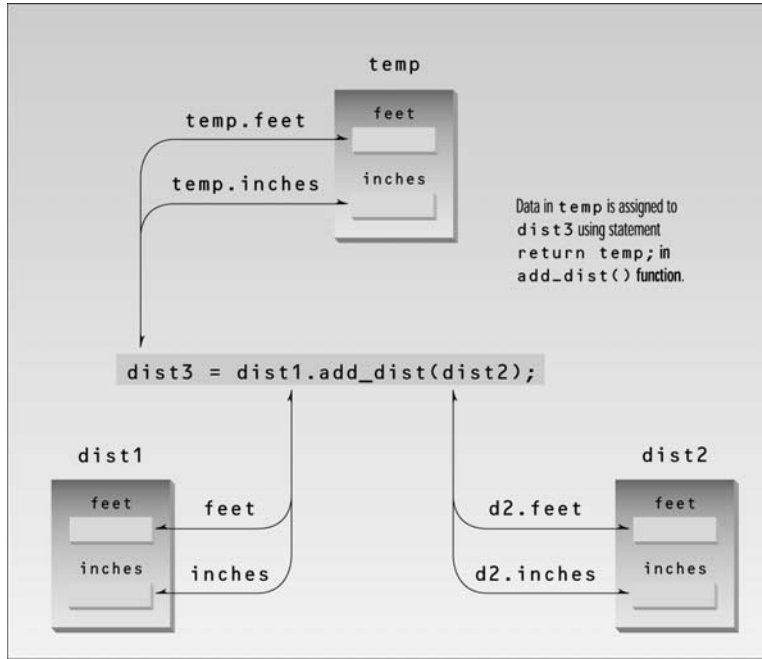 temp
feet
temp.feet
inches
temp.inches
Data in temp is assigned to
dist3 using statement
return temp; in
add_dist() function.
dist3 = dist1.add_dist(dist2);
dist1
feet
feet
inches
inches
dist2
feet
d2.feet
inches
d2.inches